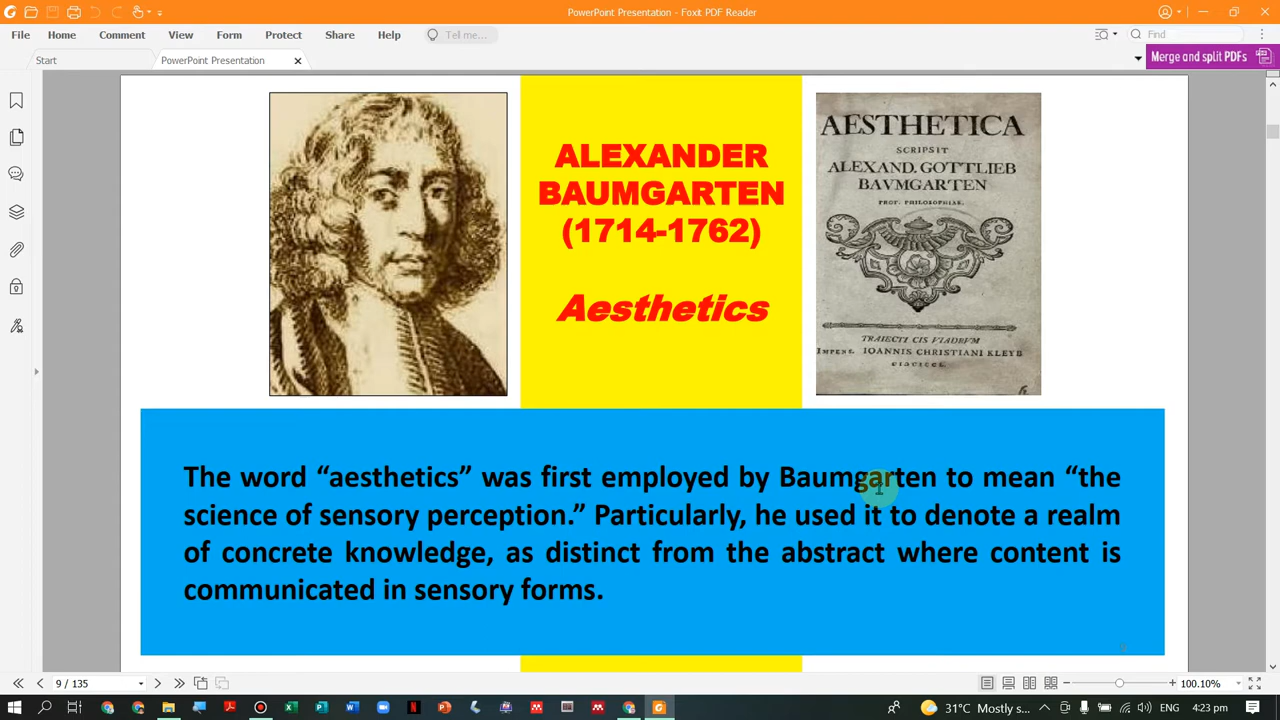 PowerPoint Presentation - Foxit PDF Reader
File Home Comment View Form Protect Share Help Tell me... Find
Start PowerPoint Presentation Merge and split PDFs
ALEXANDER
BAUMGARTEN
(1714-1762)
Aesthetics
AESTHETICA
SCRIPSIT
ALEXAND. GOTTLIEB
BAVMGARTEN
PROF. PHILOSOPHIAE.
TRAIECTI CIS VIADRVM
IMPENS. IOANNIS CHRISTIANI KLEYB
The word “aesthetics” was first employed by Baumgarten to mean “the
science of sensory perception.” Particularly, he used it to denote a realm
of concrete knowledge, as distinct from the abstract where content is
communicated in sensory forms.
9 / 135 100.10%
31°C Mostly s... 4:23 pm